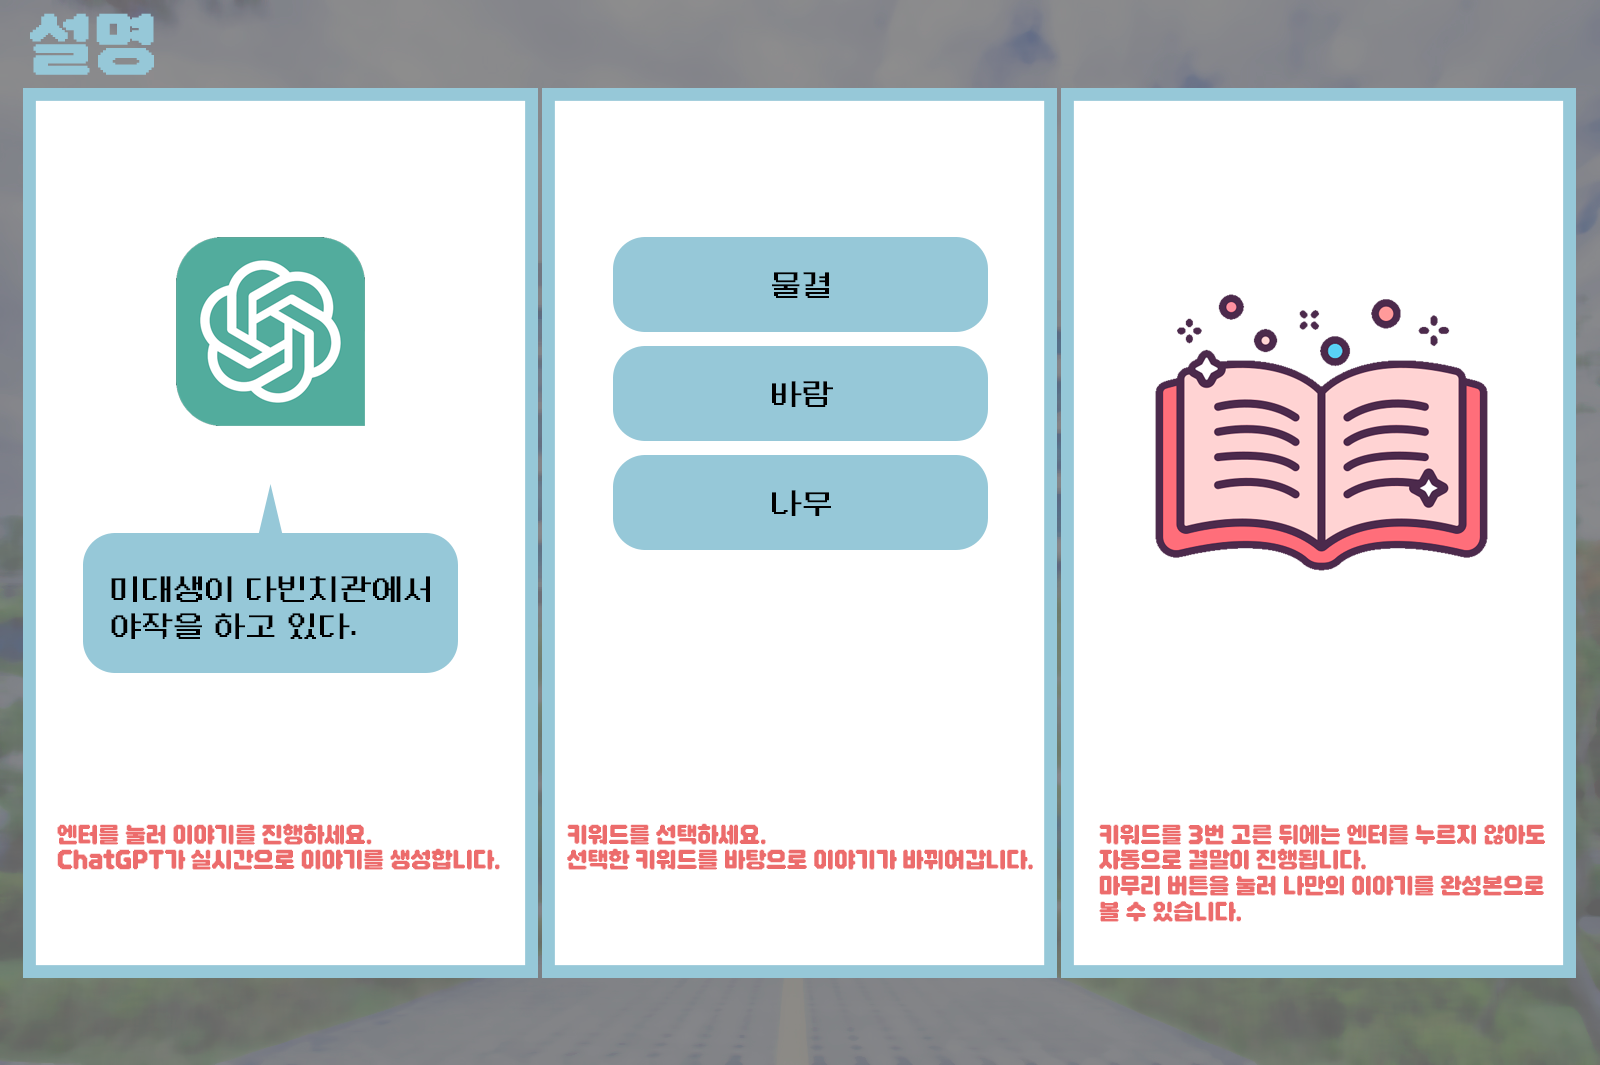 설명
미대생이 다빈치관에서
야작을 하고 있다.
엔터를 눌러 이야기를 진행하세요.
ChatGPT가 실시간으로 이야기를 생성합니다.
물결
바람
나무
키워드를 선택하세요.
선택한 키워드를 바탕으로 이야기가 바뀌어갑니다.
키워드를 3번 고른 뒤에는 엔터를 누르지 않아도
자동으로 결말이 진행됩니다.
마무리 버튼을 눌러 나만의 이야기를 완성본으로
볼 수 있습니다.